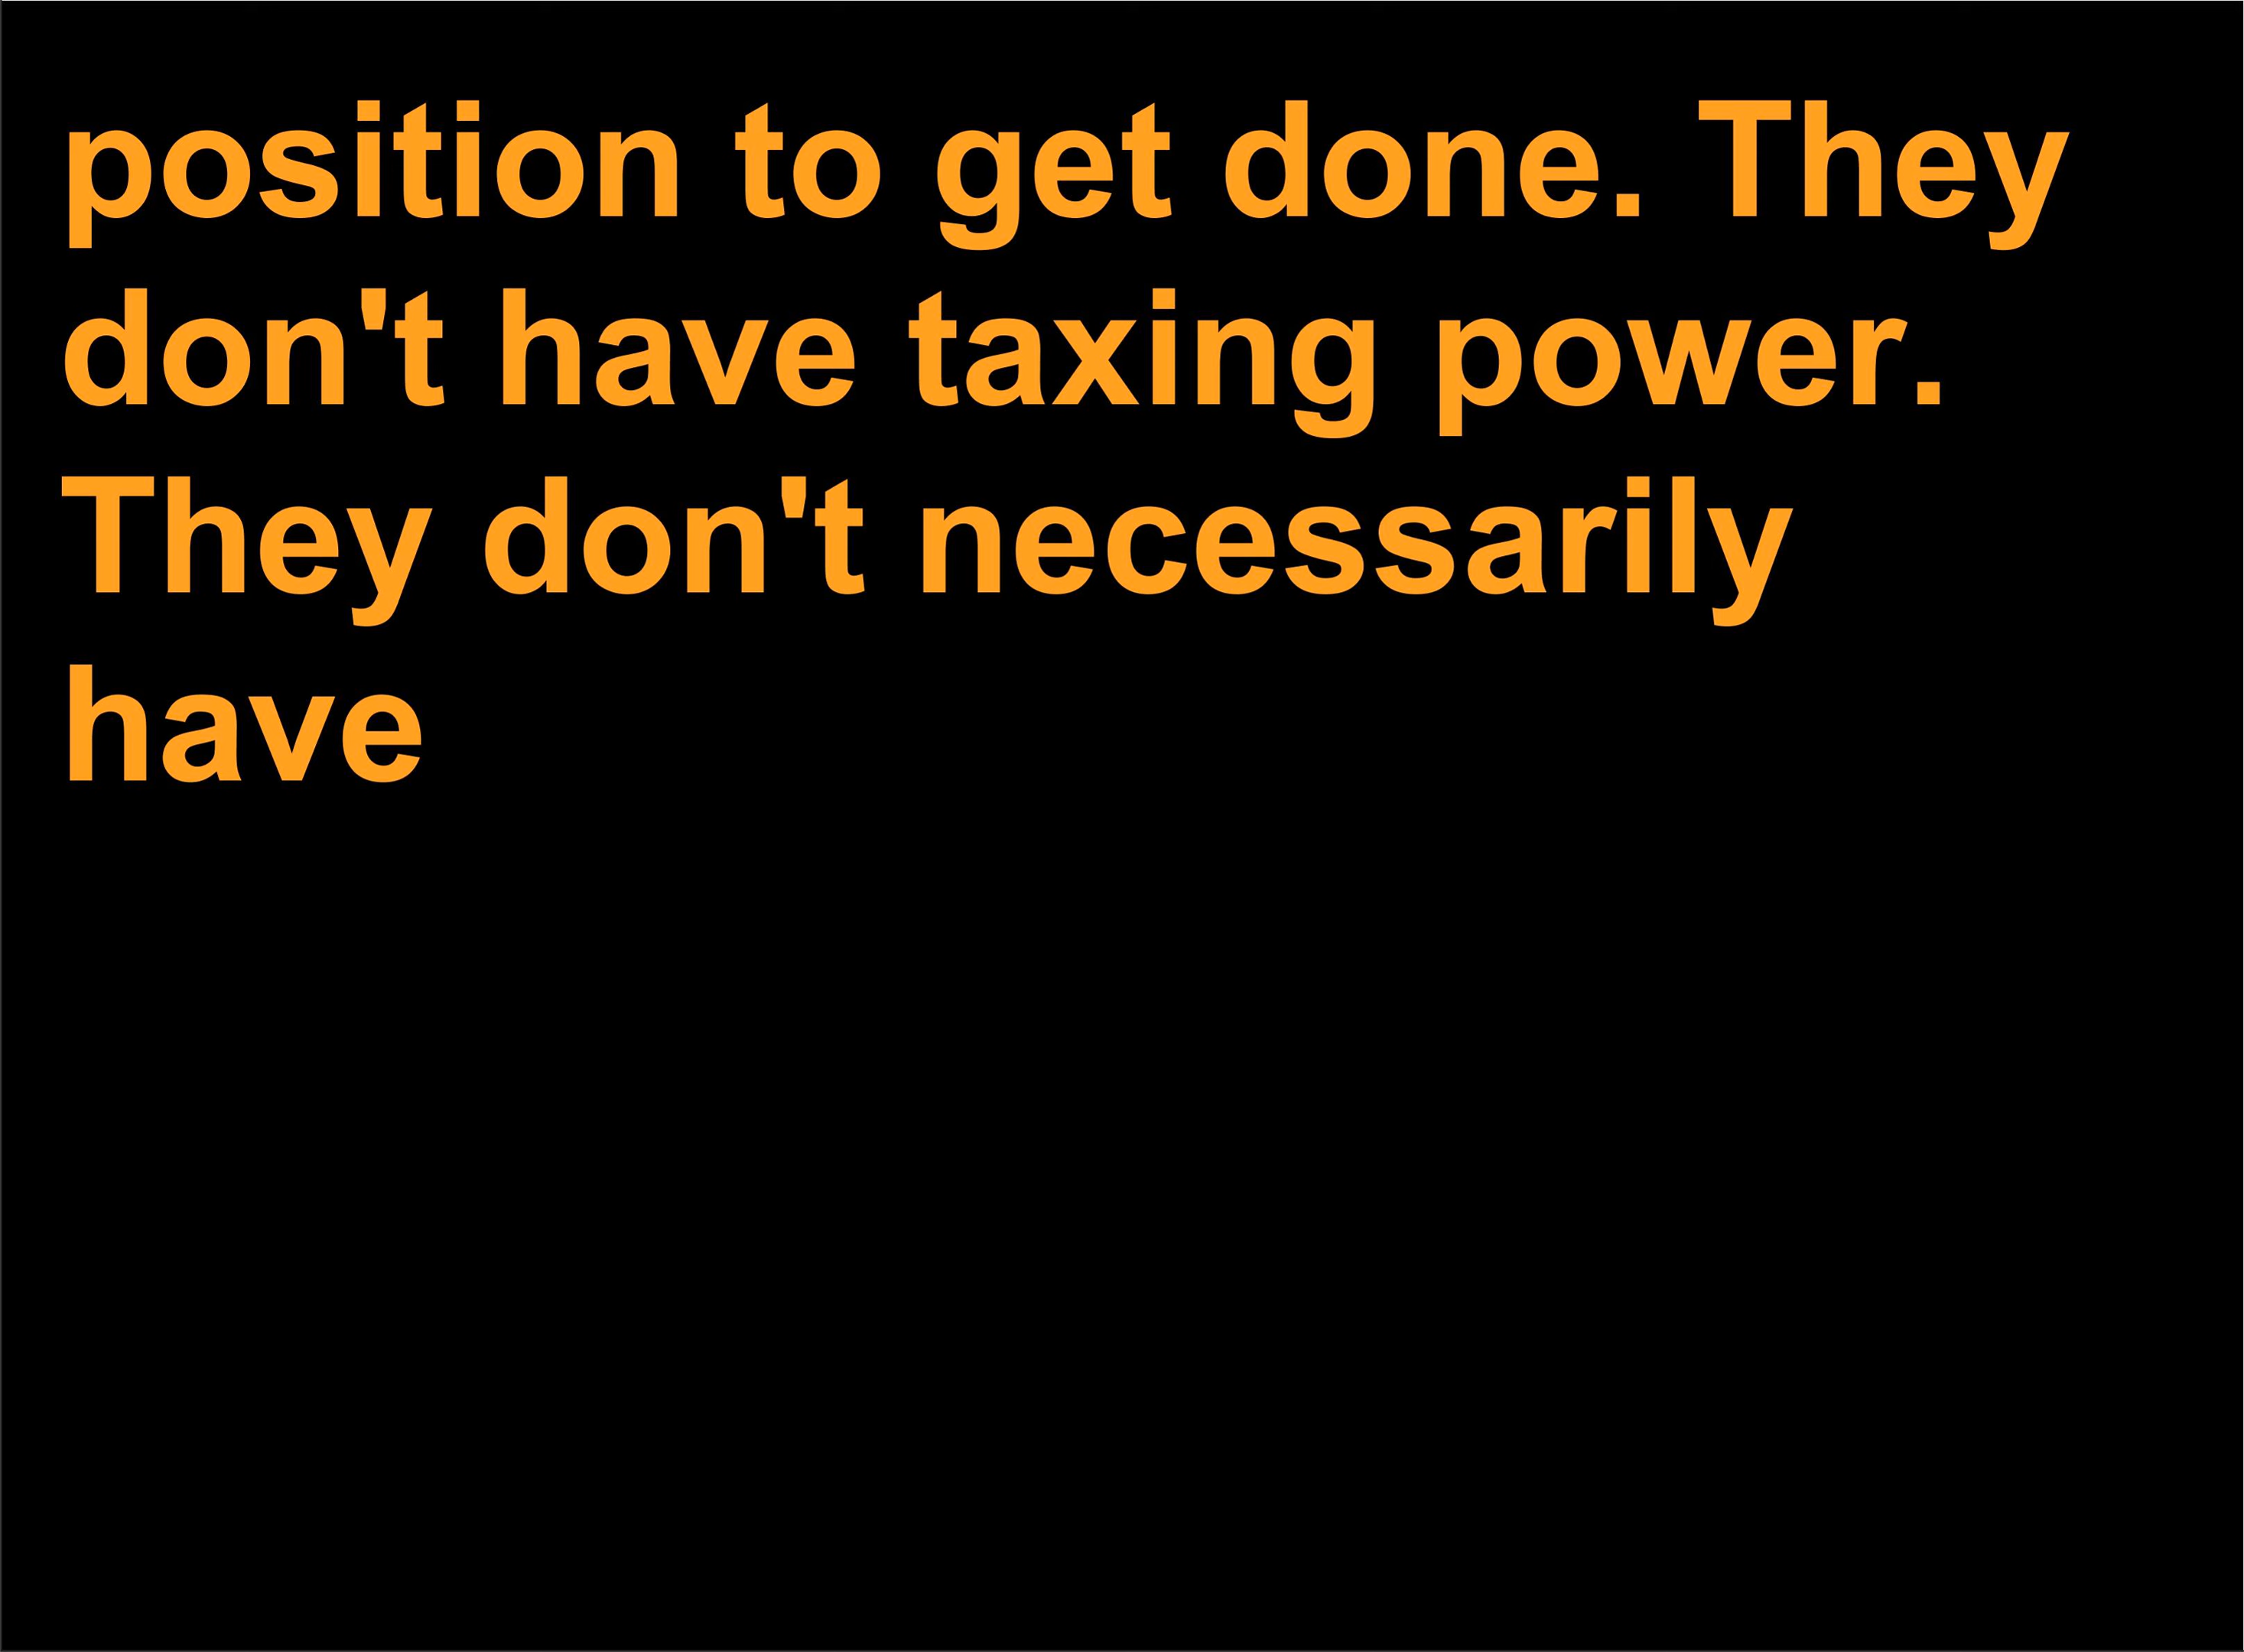 position to get done. They
don't have taxing power.
They don't necessarily
have